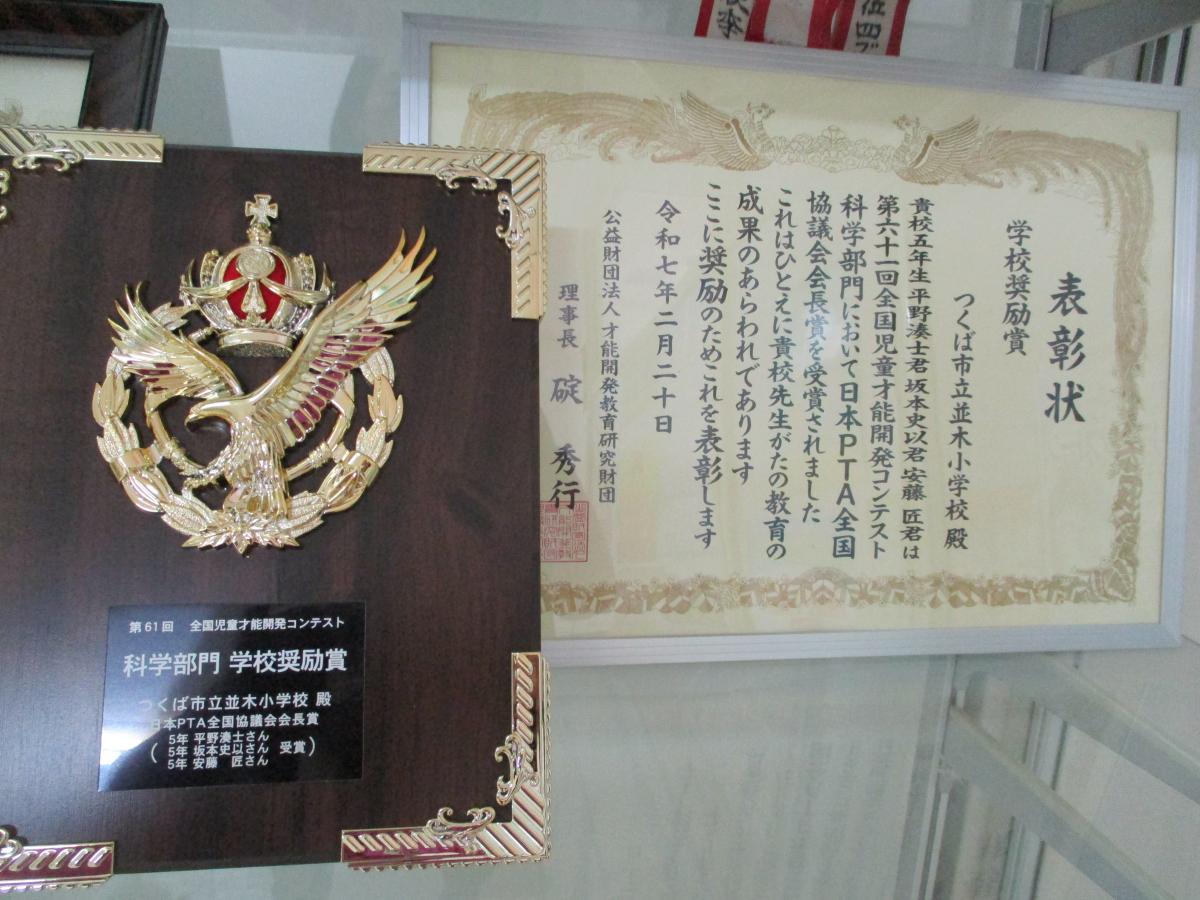 表彰状
学校奨励賞
つくば市立並木小学校 殿
貴校五年生 平野湊士君 坂本史以君 安藤 匠君は
第六十一回全国児童才能開発コンテスト
科学部門において日本PTA全国
協議会会長賞を受賞されました
これはひとえに貴校先生がたの教育の
成果のあらわれであります
ここに奨励のためこれを表彰します
令和七年二月二十日
公益財団法人 才能開発教育研究財団
理事長 碇 秀行
第61回 全国児童才能開発コンテスト
科学部門 学校奨励賞
つくば市立並木小学校 殿
日本PTA全国協議会会長賞
5年 平野湊士さん
(5年 坂本史以さん 受賞)
5年 安藤 匠さん